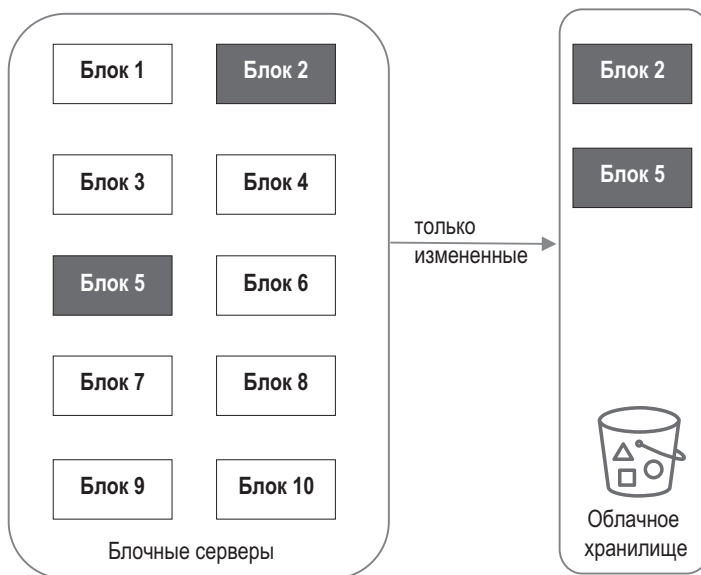 Блок 1
Блок 2
Блок 2
Блок 3
Блок 4
Блок 5
только
измененные
Блок 5
Блок 6
Блок 7
Блок 8
Блок 9
Блок 10
Блочные серверы
Облачное
хранилище